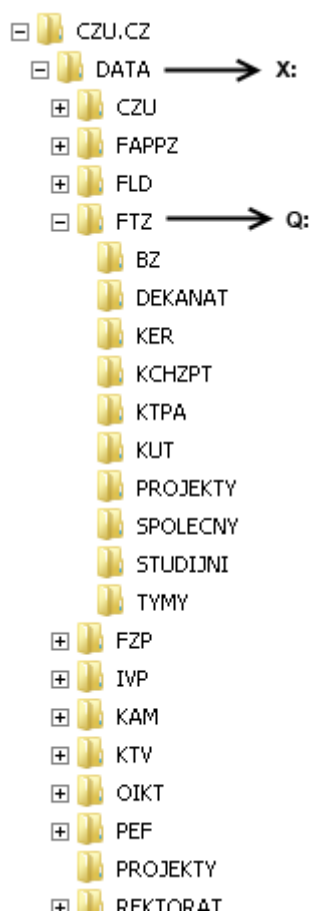 CZU.CZ
DATA X:
CZU
FAPPZ
FLD
FTZ Q:
BZ
DEKANAT
KER
KCHZPT
KTPA
KUT
PROJEKTY
SPOLECNY
STUDIJNI
TYMY
FZP
IVP
KAM
KTV
OIKT
PEF
PROJEKTY
REKTORAT